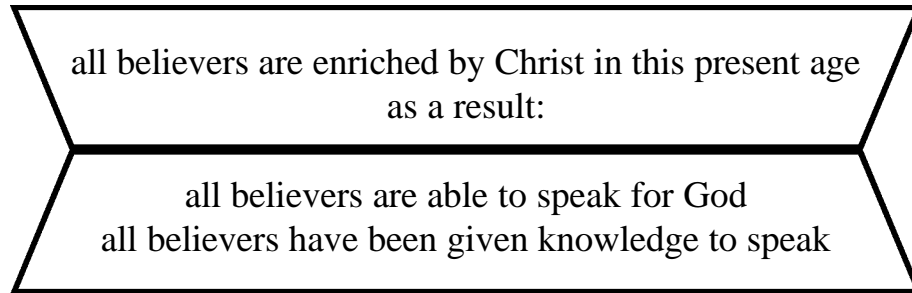 all believers are enriched by Christ in this present age
as a result:
all believers are able to speak for God
all believers have been given knowledge to speak